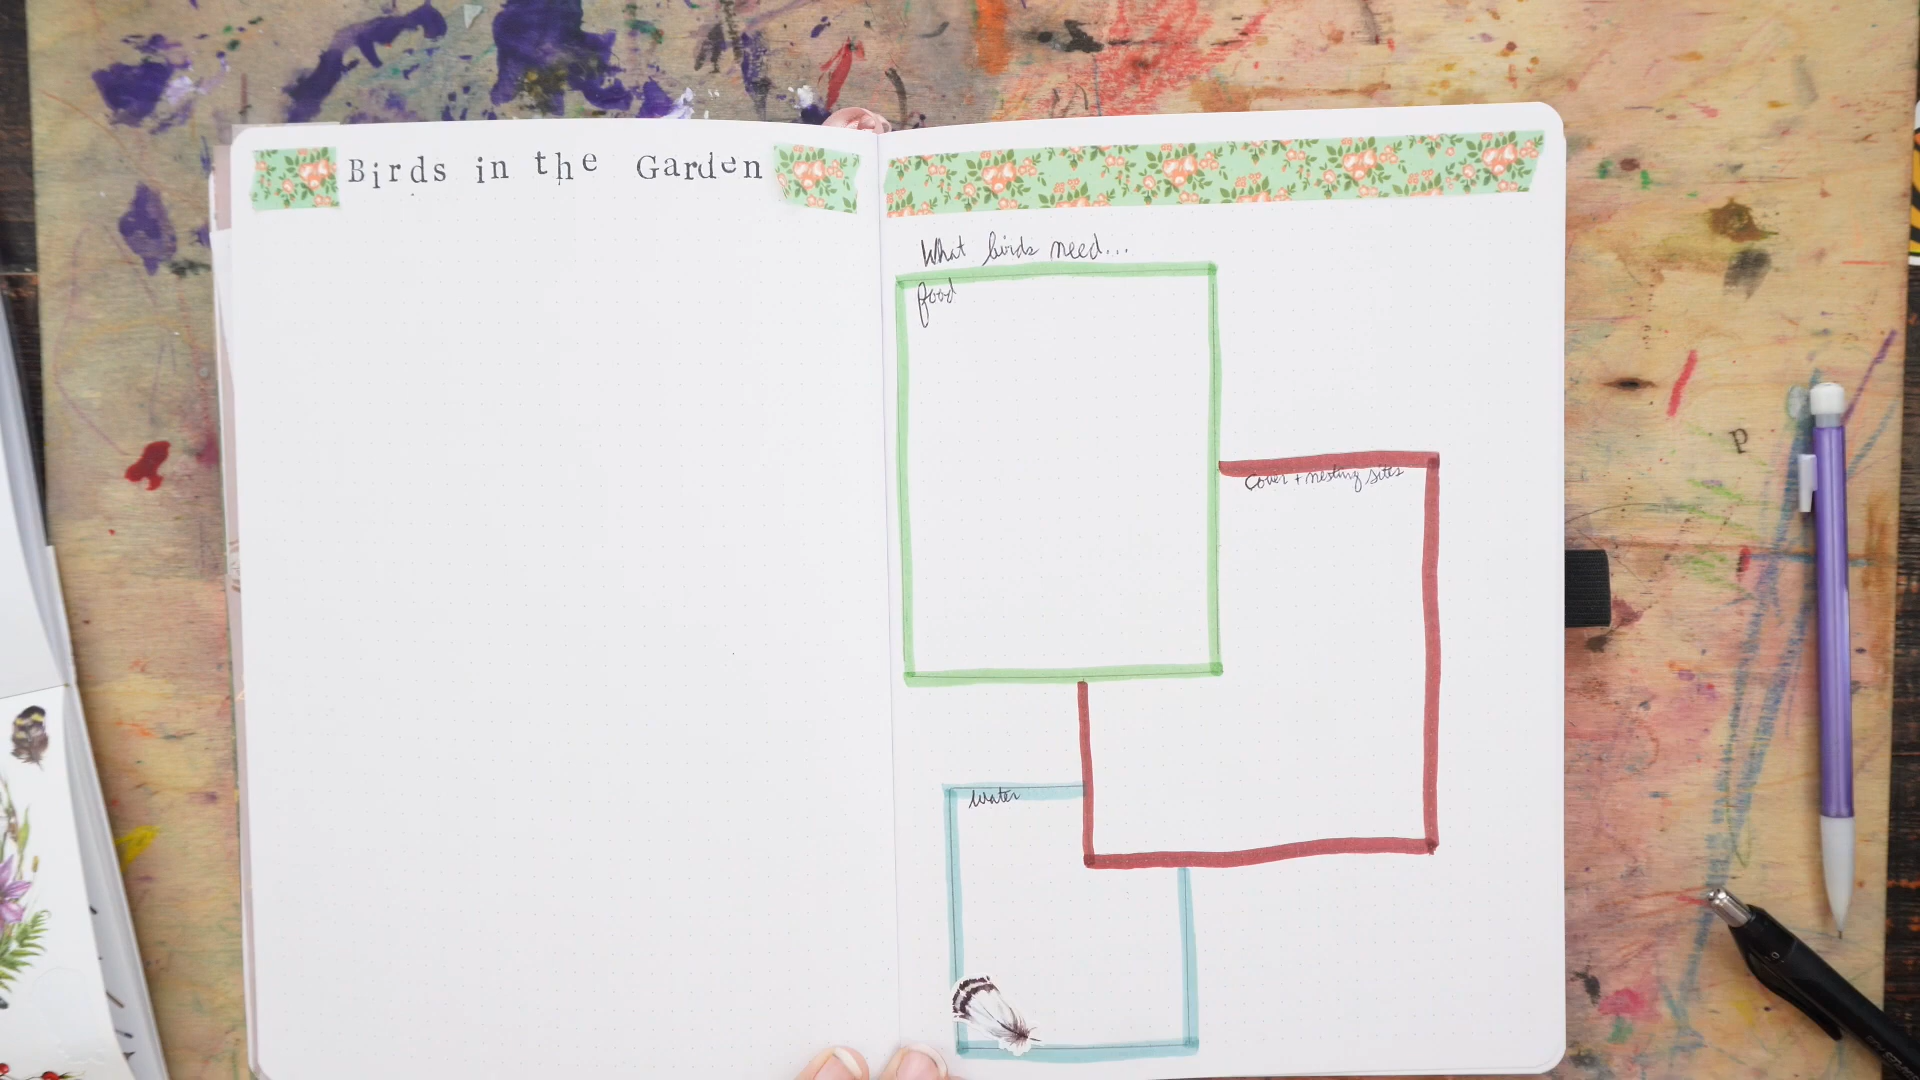 Birds in the Garden
What birds need...
food
Cover + nesting sites
water
P